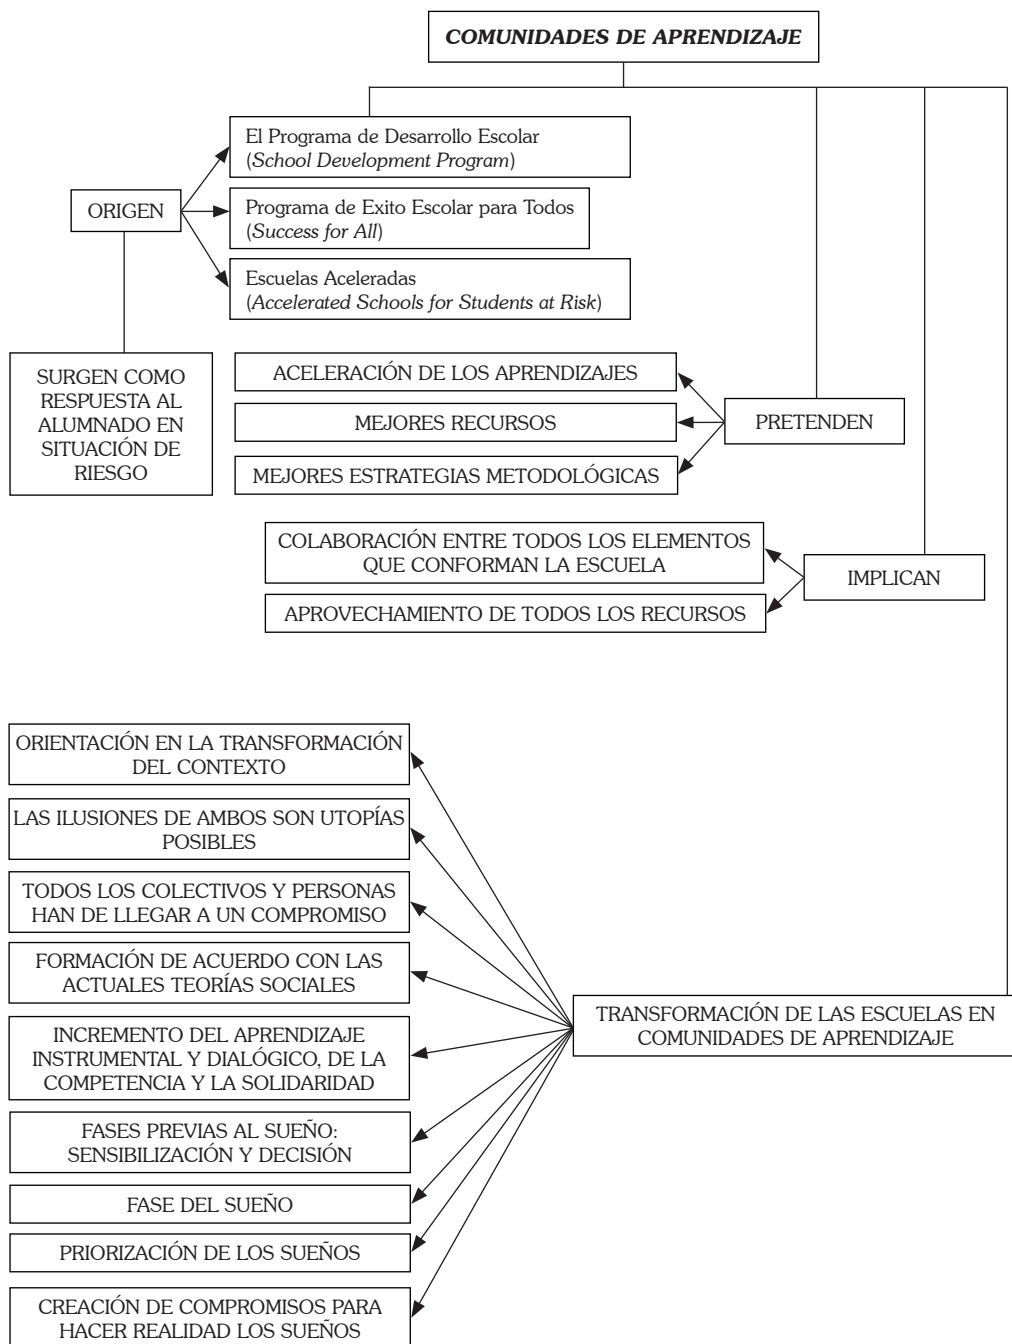 COMUNIDADES DE APRENDIZAJE
El Programa de Desarrollo Escolar
(School Development Program)
ORIGEN
Programa de Exito Escolar para Todos
(Success for All)
Escuelas Aceleradas
(Accelerated Schools for Students at Risk)
SURGEN COMO
RESPUESTA AL
ALUMNADO EN
SITUACIÓN DE
RIESGO
ACELERACIÓN DE LOS APRENDIZAJES
MEJORES RECURSOS
PRETENDEN
MEJORES ESTRATEGIAS METODOLÓGICAS
COLABORACIÓN ENTRE TODOS LOS ELEMENTOS
QUE CONFORMAN LA ESCUELA
IMPLICAN
APROVECHAMIENTO DE TODOS LOS RECURSOS
ORIENTACIÓN EN LA TRANSFORMACIÓN
DEL CONTEXTO
LAS ILUSIONES DE AMBOS SON UTOPÍAS
POSIBLES
TODOS LOS COLECTIVOS Y PERSONAS
HAN DE LLEGAR A UN COMPROMISO
FORMACIÓN DE ACUERDO CON LAS
ACTUALES TEORÍAS SOCIALES
TRANSFORMACIÓN DE LAS ESCUELAS EN
COMUNIDADES DE APRENDIZAJE
INCREMENTO DEL APRENDIZAJE
INSTRUMENTAL Y DIALÓGICO, DE LA
COMPETENCIA Y LA SOLIDARIDAD
FASES PREVIAS AL SUEÑO:
SENSIBILIZACIÓN Y DECISIÓN
FASE DEL SUEÑO
PRIORIZACIÓN DE LOS SUEÑOS
CREACIÓN DE COMPROMISOS PARA
HACER REALIDAD LOS SUEÑOS